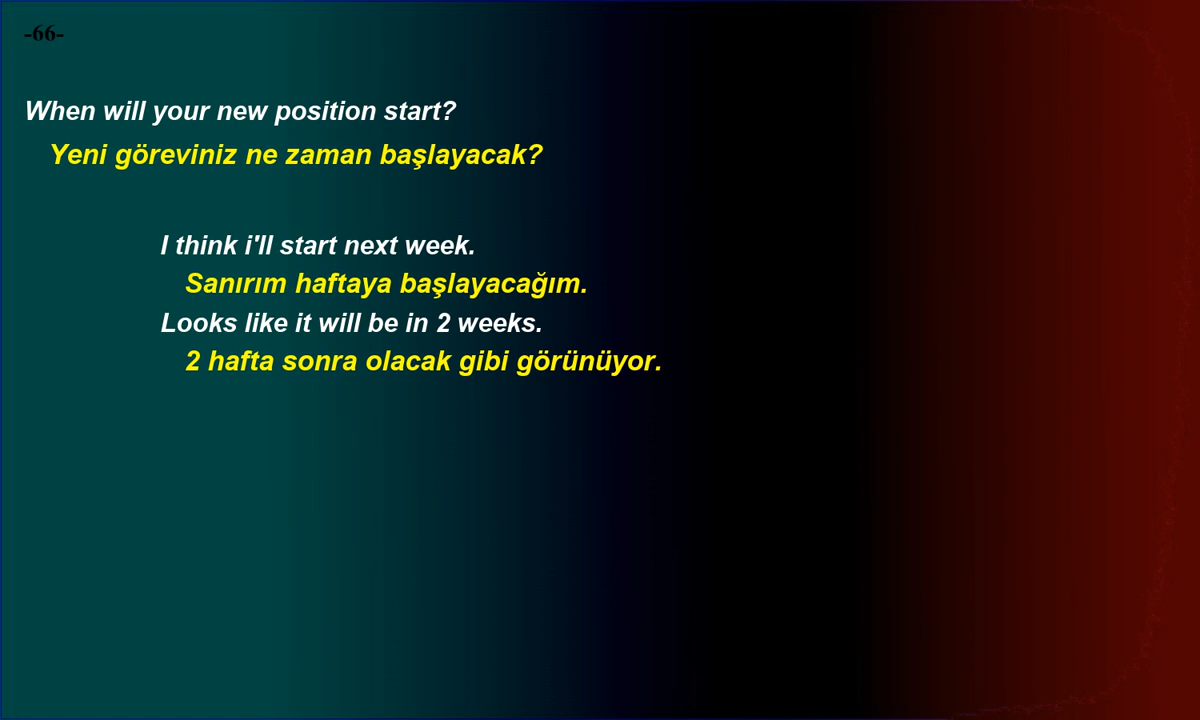 -66-
When will your new position start?
Yeni göreviniz ne zaman başlayacak?
I think i'll start next week.
Sanırım haftaya başlayacağım.
Looks like it will be in 2 weeks.
2 hafta sonra olacak gibi görünüyor.